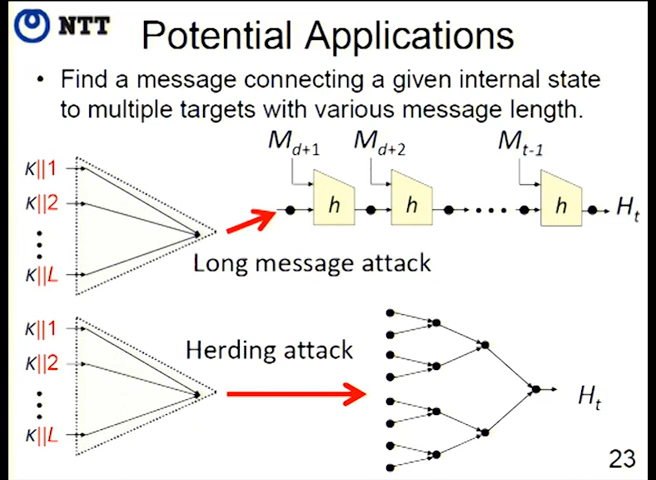 NTT
Potential Applications
• Find a message connecting a given internal state
to multiple targets with various message length.
M_{d+1} M_{d+2} M_{t-1}
K||1
K||2
K||L
h h h H_t
Long message attack
K||1
K||2
K||L
Herding attack
H_t
23